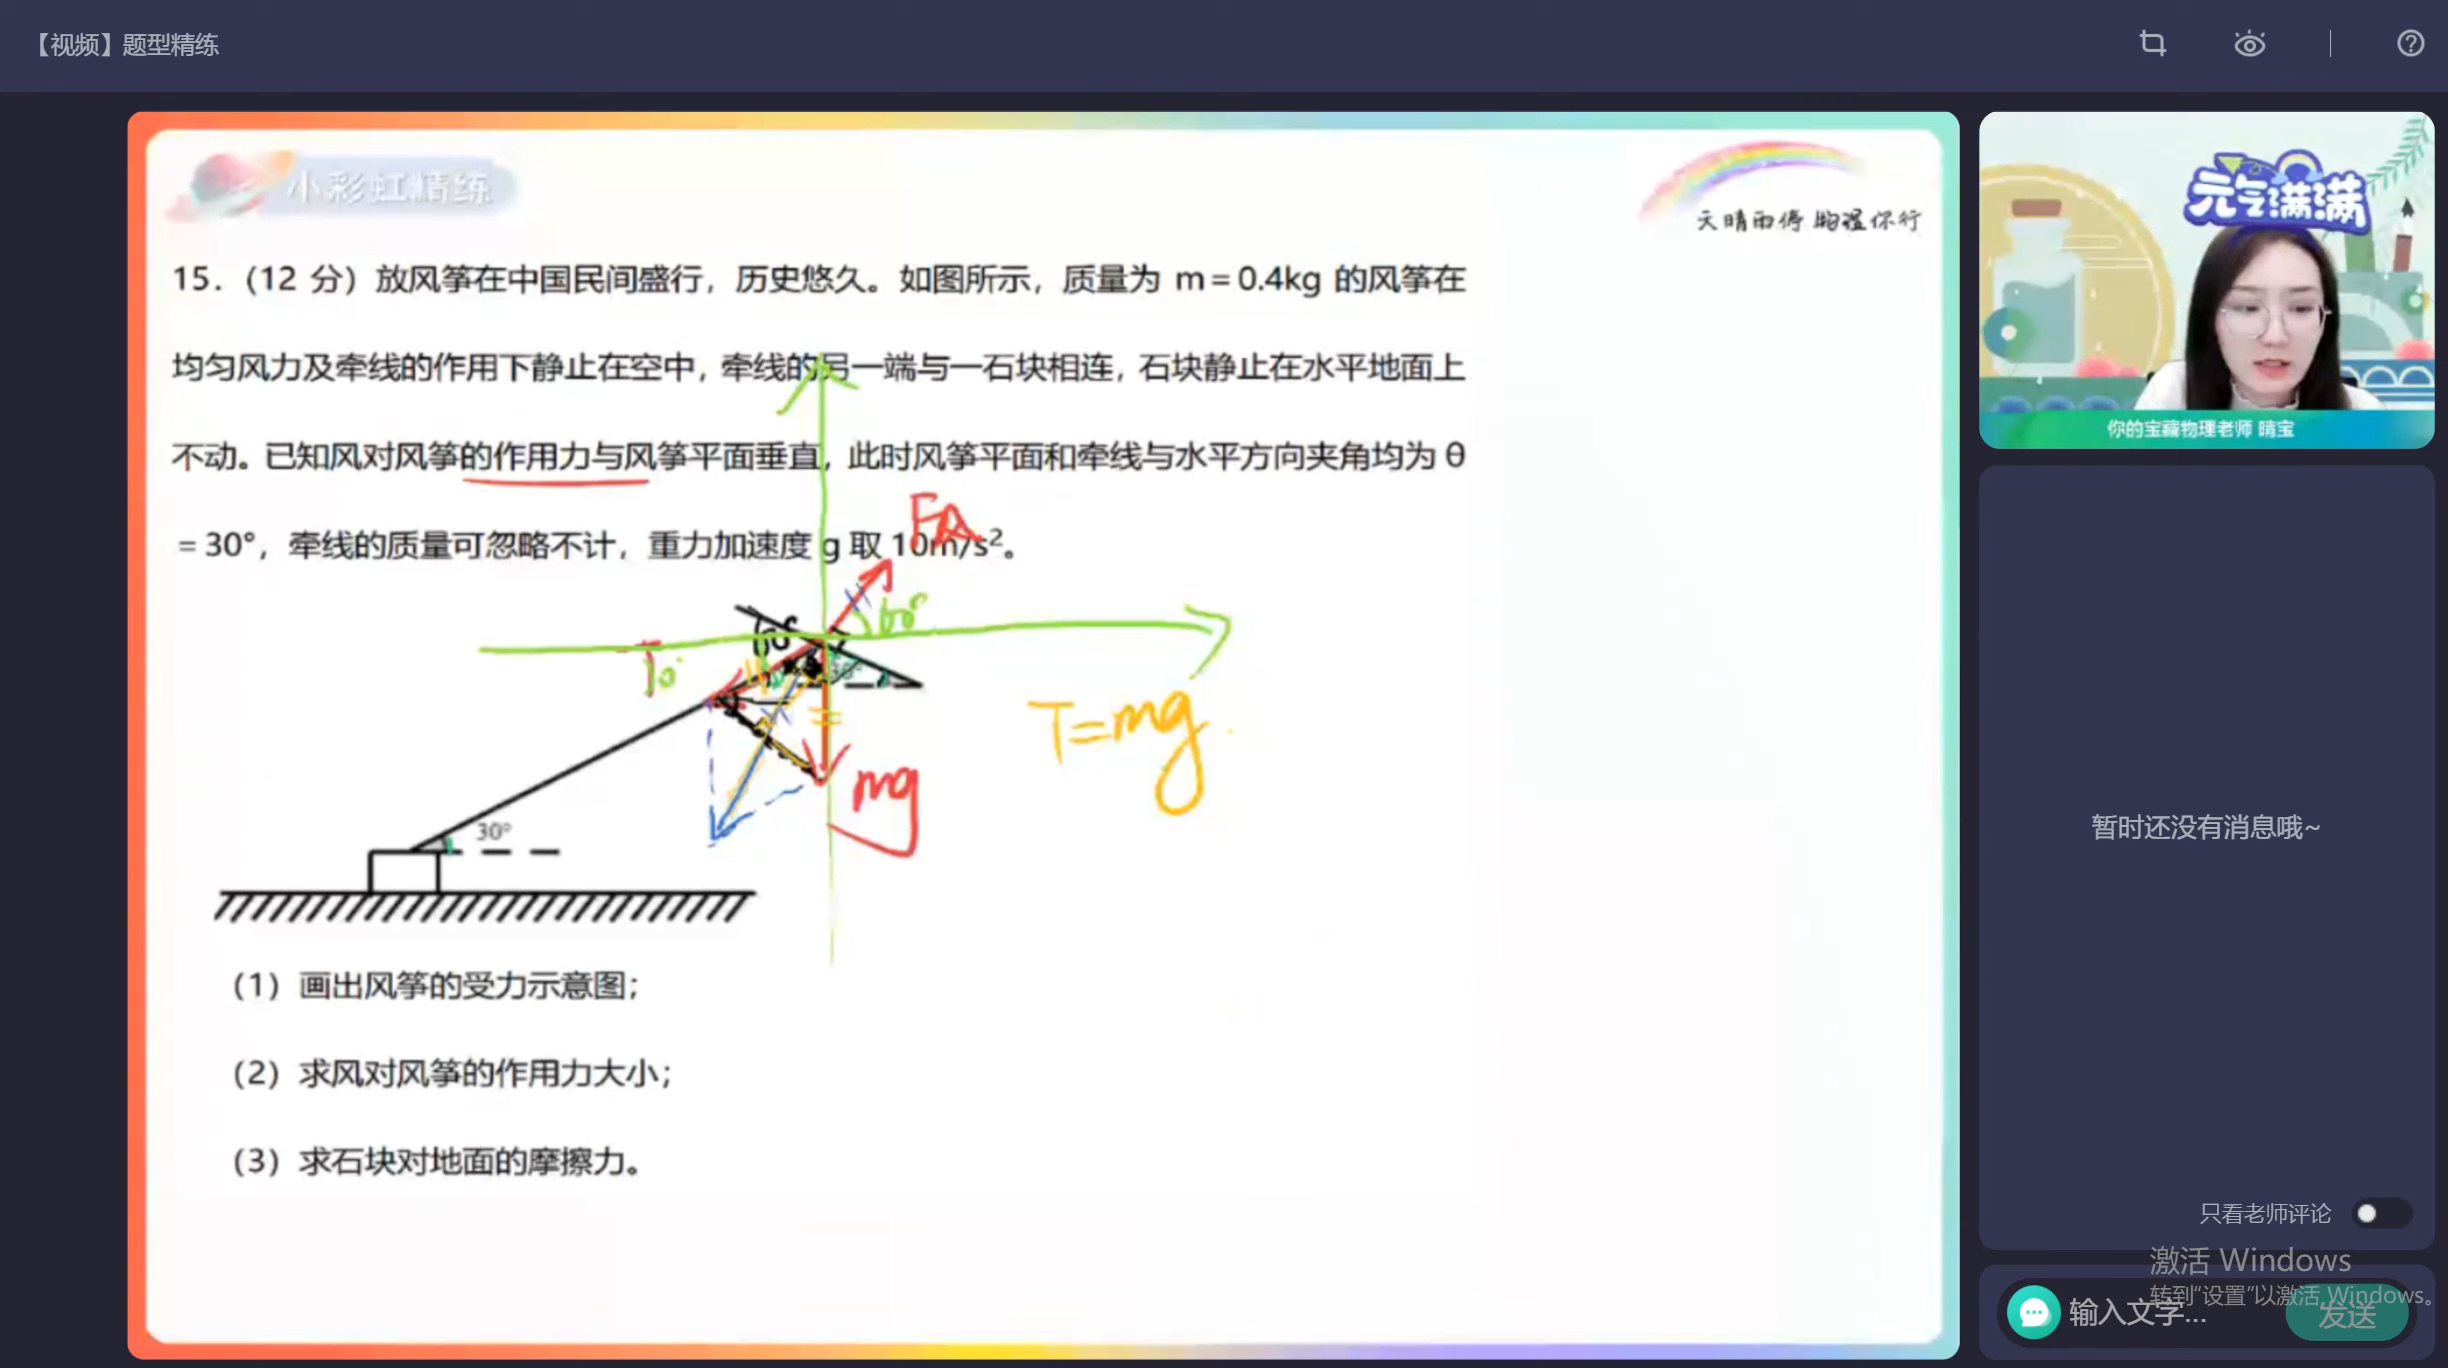 【视频】题型精练
小彩虹精练
天晴雨停 物理伴你行
15.（12 分）放风筝在中国民间盛行，历史悠久。如图所示，质量为 m＝0.4kg 的风筝在
均匀风力及牵线的作用下静止在空中，牵线的另一端与一石块相连，石块静止在水平地面上
不动。已知风对风筝的作用力与风筝平面垂直，此时风筝平面和牵线与水平方向夹角均为 θ
＝30°，牵线的质量可忽略不计，重力加速度 g 取 10m/s²。
60°
T=mg
mg
30°
（1）画出风筝的受力示意图；
（2）求风对风筝的作用力大小；
（3）求石块对地面的摩擦力。
元气满满
你的宝藏物理老师 晴宝
暂时还没有消息哦~
只看老师评论
激活 Windows
转到"设置"以激活 Windows。
输入文字...
发送